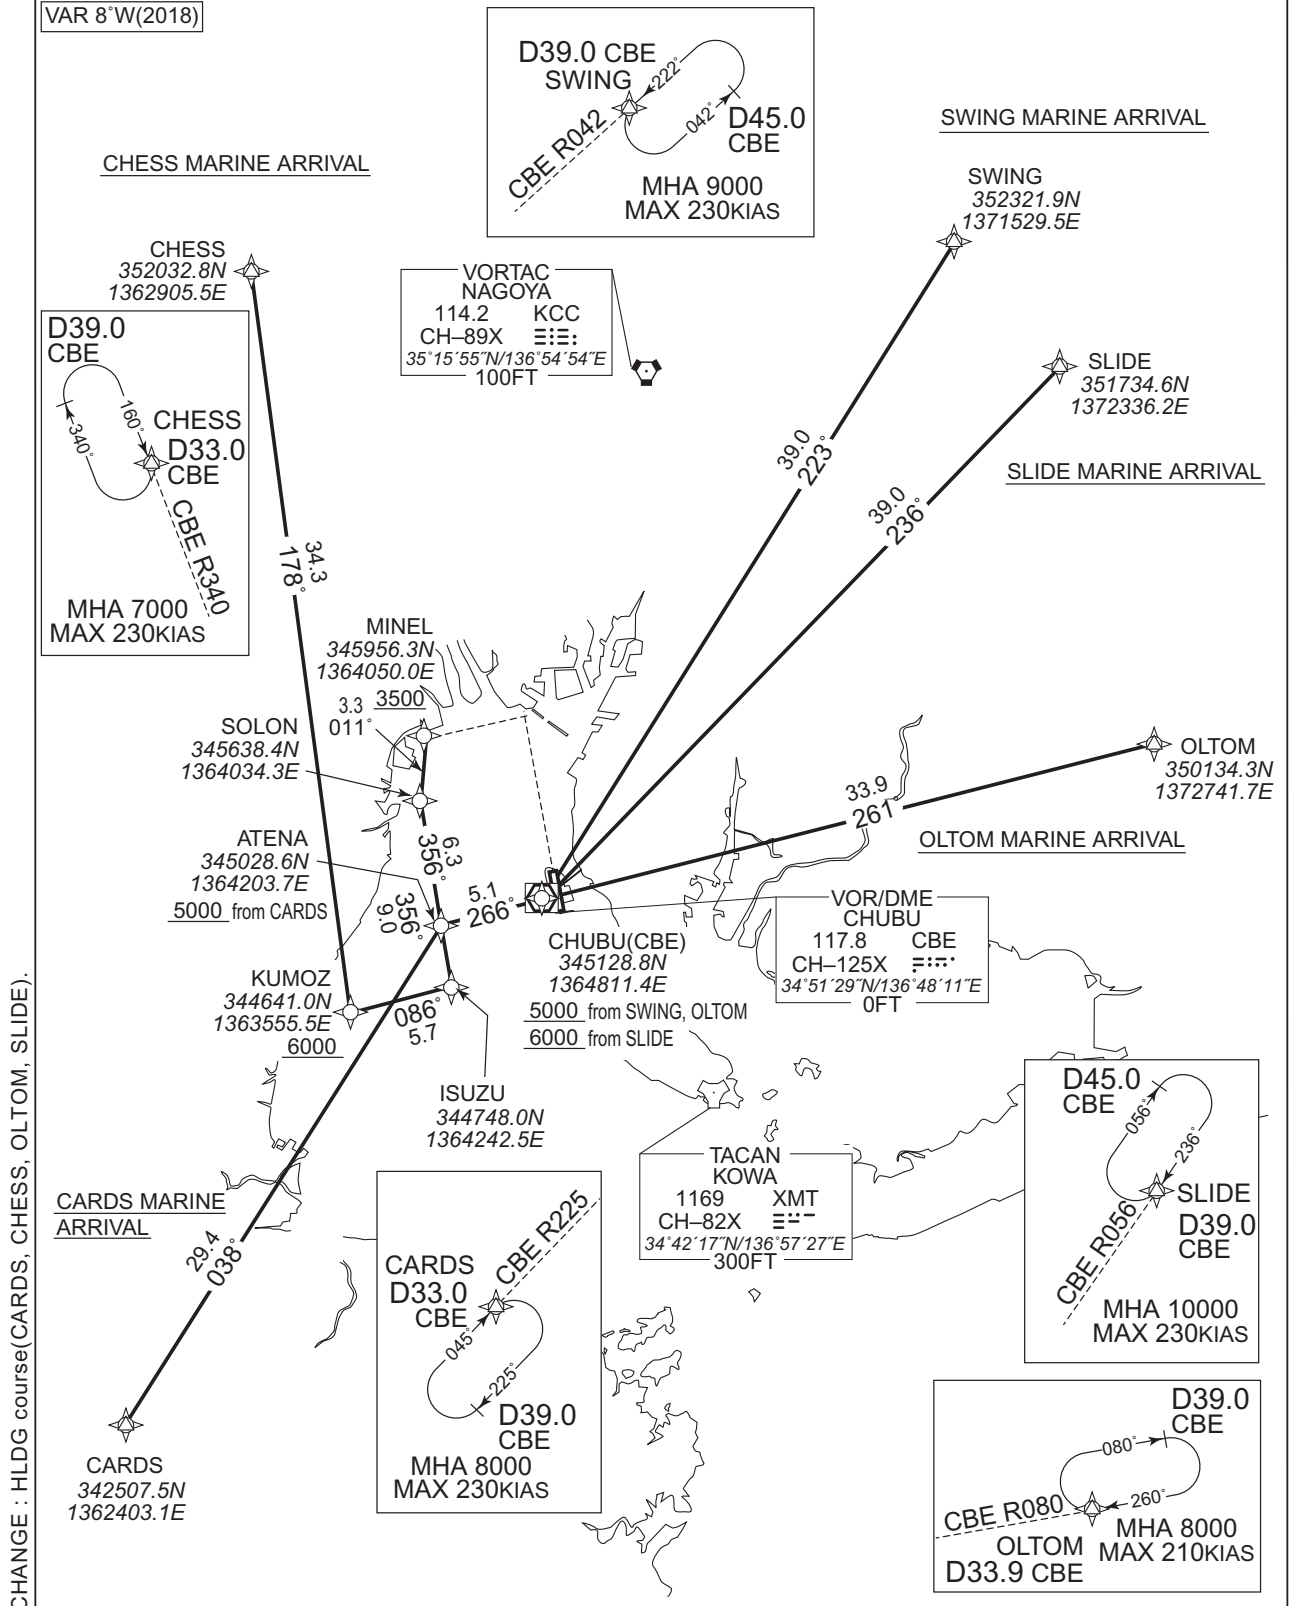 VAR 8°W(2018)
D39.0 CBE
SWING
222°
042°
D45.0
CBE
CBE R042
MHA 9000
MAX 230KIAS
SWING MARINE ARRIVAL
CHESS MARINE ARRIVAL
SWING
352321.9N
1371529.5E
CHESS
352032.8N
1362905.5E
VORTAC
NAGOYA
114.2 KCC
CH–89X
35°15´55˝N/136°54´54˝E
100FT
D39.0
CBE
160°
340°
CHESS
D33.0
CBE
CBE R340
MHA 7000
MAX 230KIAS
SLIDE
351734.6N
1372336.2E
39.0
223°
SLIDE MARINE ARRIVAL
39.0
236°
34.3
178°
MINEL
345956.3N
1364050.0E
3500
3.3
011°
SOLON
345638.4N
1364034.3E
OLTOM
350134.3N
1372741.7E
33.9
261°
OLTOM MARINE ARRIVAL
ATENA
345028.6N
1364203.7E
5000 from CARDS
6.3
356°
356°
9.0
5.1
266°
VOR/DME
CHUBU
117.8 CBE
CH–125X
34°51´29˝N/136°48´11˝E
0FT
CHUBU(CBE)
345128.8N
1364811.4E
5000 from SWING, OLTOM
6000 from SLIDE
KUMOZ
344641.0N
1363555.5E
6000
086°
5.7
ISUZU
344748.0N
1364242.5E
D45.0
CBE
056°
236°
SLIDE
D39.0
CBE
CBE R056
MHA 10000
MAX 230KIAS
TACAN
KOWA
1169 XMT
CH–82X
34°42´17˝N/136°57´27˝E
300FT
CARDS MARINE
ARRIVAL
29.4
038°
CBE R225
CARDS
D33.0
CBE
045°
225°
D39.0
CBE
MHA 8000
MAX 230KIAS
CARDS
342507.5N
1362403.1E
D39.0
CBE
080°
260°
CBE R080
OLTOM
D33.9 CBE
MHA 8000
MAX 210KIAS
CHANGE : HLDG course(CARDS, CHESS, OLTOM, SLIDE).